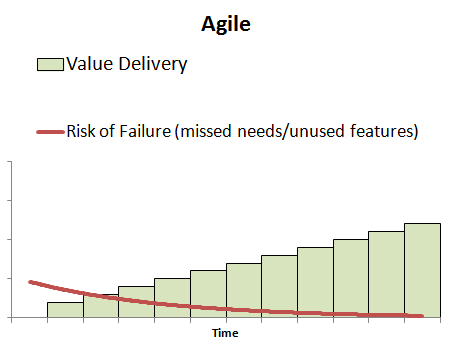 Agile
Value Delivery
Risk of Failure (missed needs/unused features)
Time